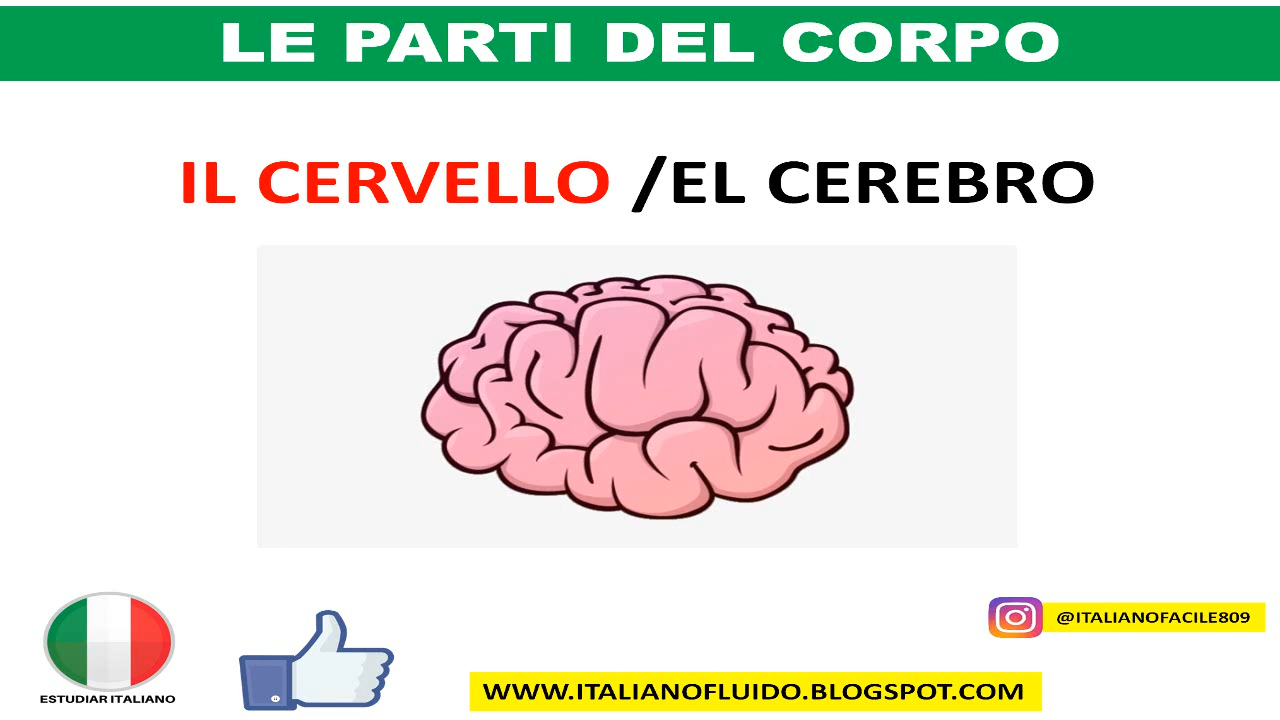 LE PARTI DEL CORPO
IL CERVELLO /EL CEREBRO
@ITALIANOFACILE809
ESTUDIAR ITALIANO
WWW.ITALIANOFLUIDO.BLOGSPOT.COM